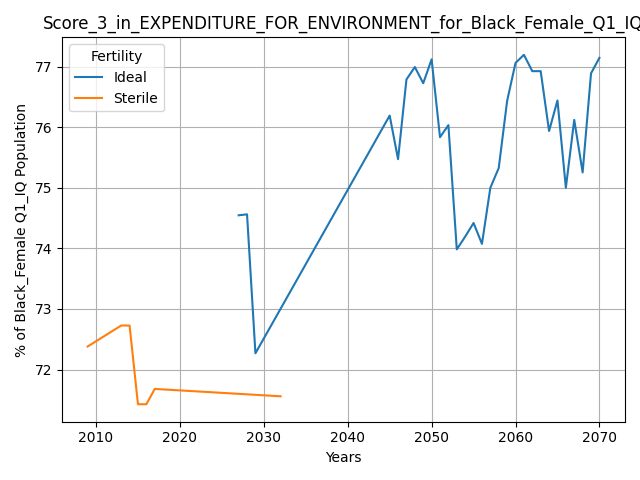 Score_3_in_EXPENDITURE_FOR_ENVIRONMENT_for_Black_Female_Q1_IQ
Fertility
Ideal
Sterile
% of Black_Female Q1_IQ Population
77
76
75
74
73
72
2010 2020 2030 2040 2050 2060 2070
Years